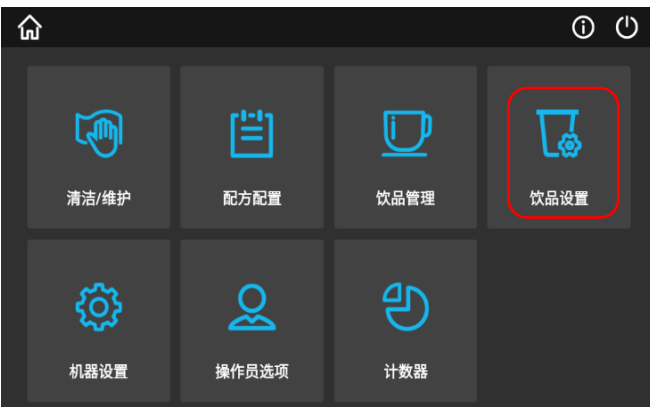 清洁/维护
配方配置
饮品管理
饮品设置
机器设置
操作员选项
计数器